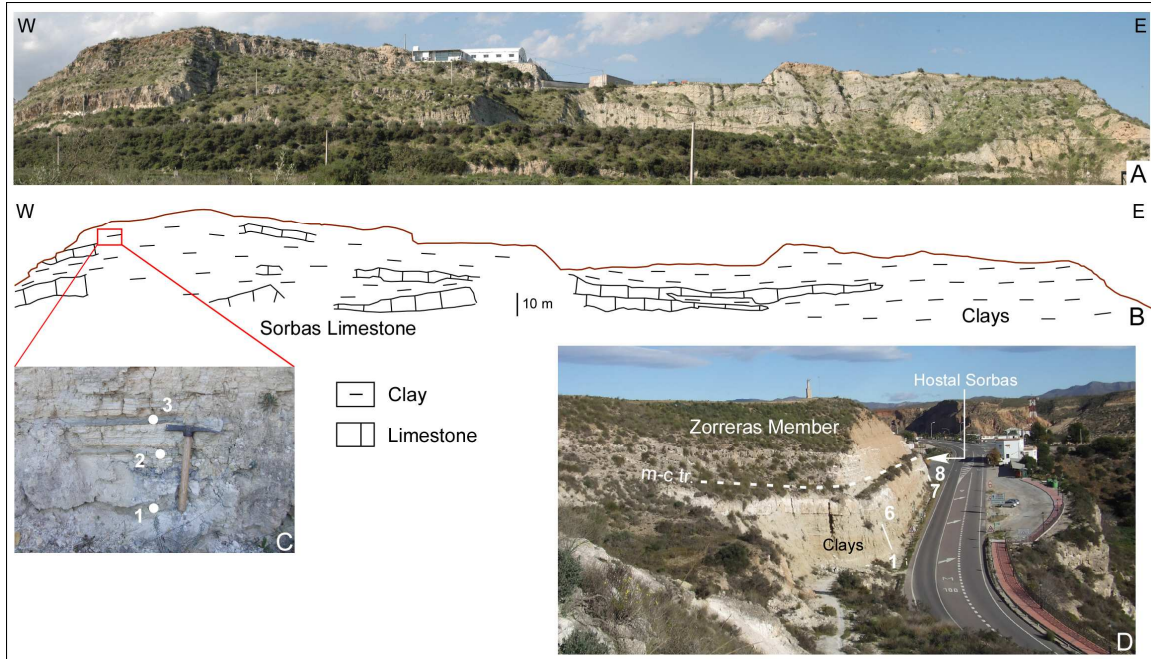 W
E
A
W
E
10 m
Sorbas Limestone
Clays
B
3
2
1
C
Clay
Limestone
Hostal Sorbas
Zorreras Member
m-c tr.
8
7
6
Clays
1
D